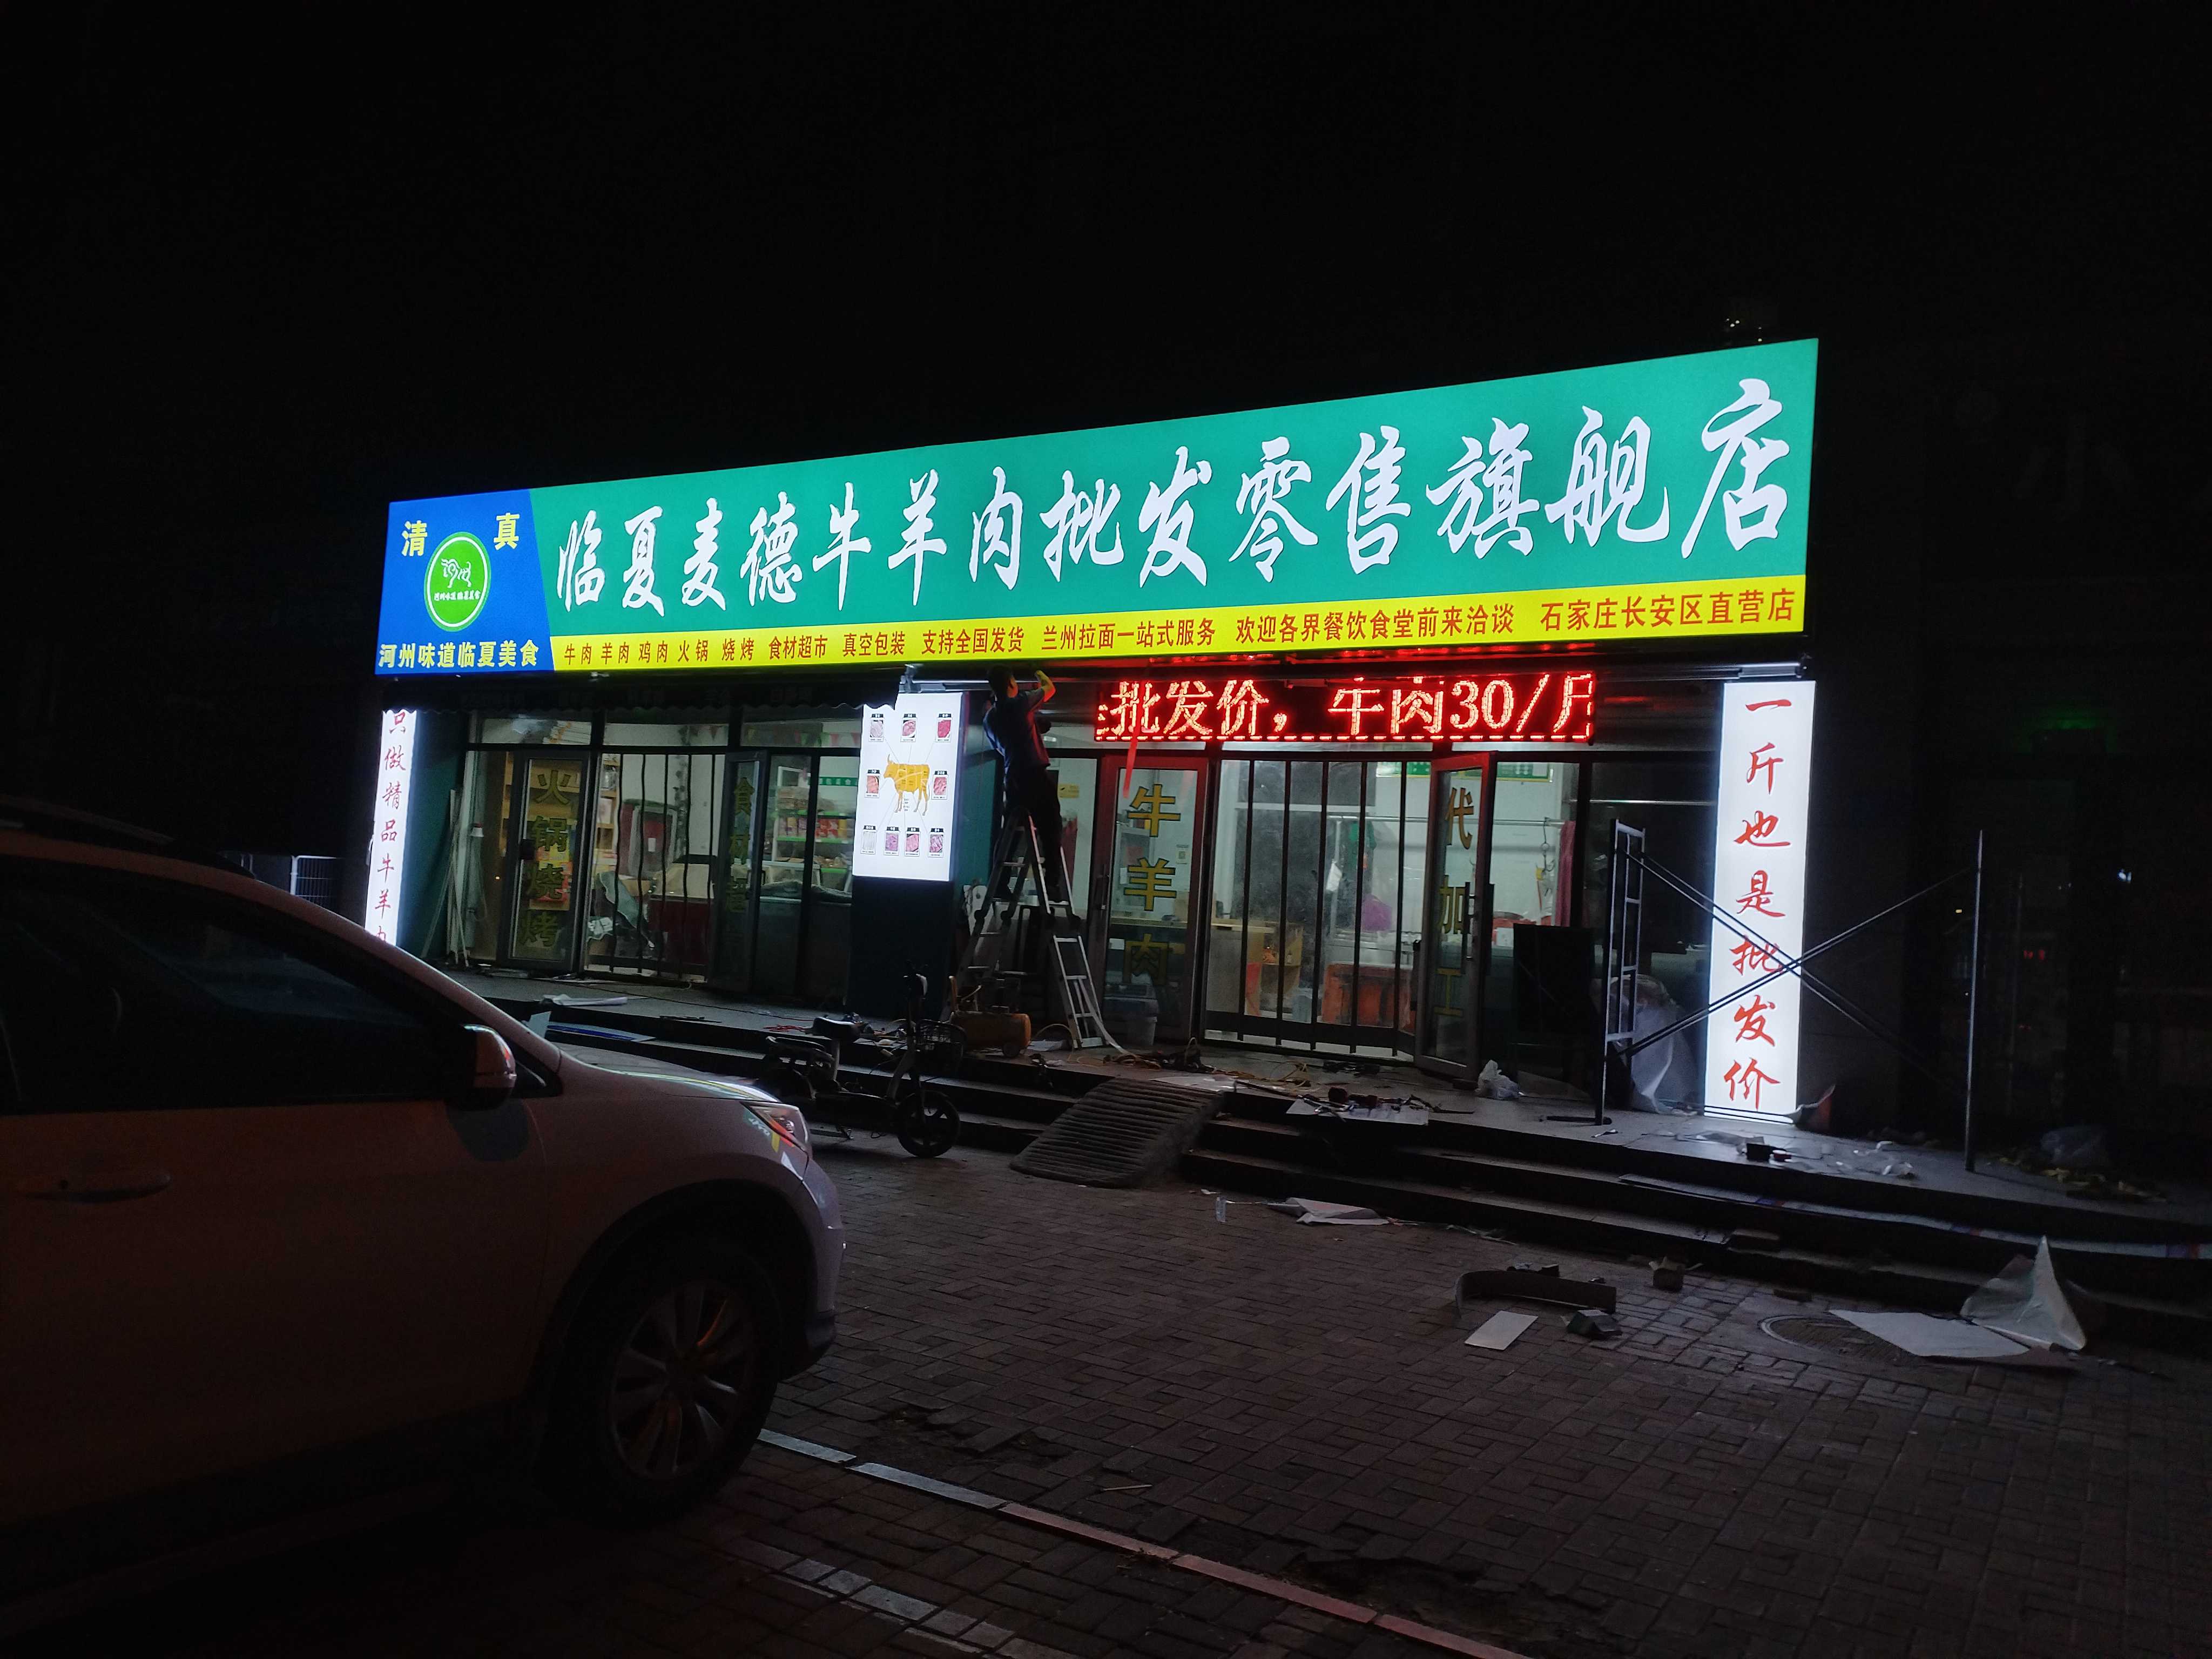 清 真
河州味道临夏美食
临夏麦德牛羊肉批发零售旗舰店
牛肉 羊肉 鸡肉 火锅 烧烤 食材超市 真空包装 支持全国发货 兰州拉面一站式服务 欢迎各界餐饮食堂前来洽谈 石家庄长安区直营店
批发价，牛肉30/
只做精品牛羊
火锅烧烤
食材
牛羊肉
代加工
一斤也是批发价